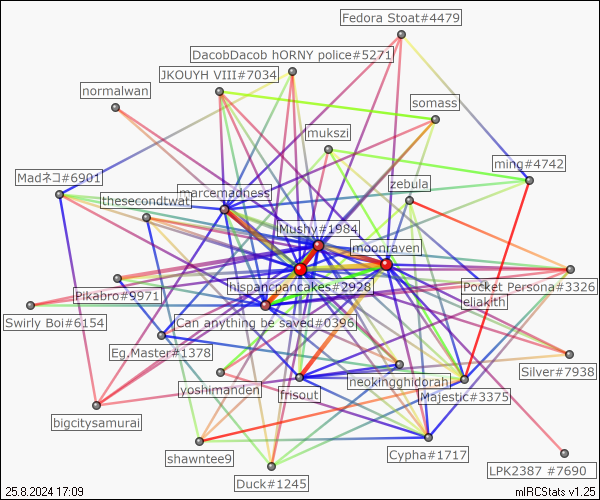 Fedora Stoat#4479
DacobDacob hORNY police#5271
JKOUYH VIII#7034
normalwan
somass
mukszi
ming#4742
Madネコ#6901
zebula
marcemadness
thesecondtwat
Mushy#1984
moonraven
hispancpancakes#2928
Pocket Persona#3326
Pikabro#9971
eliakith
Swirly Boi#6154
Can anything be saved#0396
Eg.Master#1378
Silver#7938
neokingghidorah
yoshimanden
frisout
Majestic#3375
bigcitysamurai
Cypha#1717
shawntee9
LPK2387 #7690
Duck#1245
25.8.2024 17:09
mIRCStats v1.25